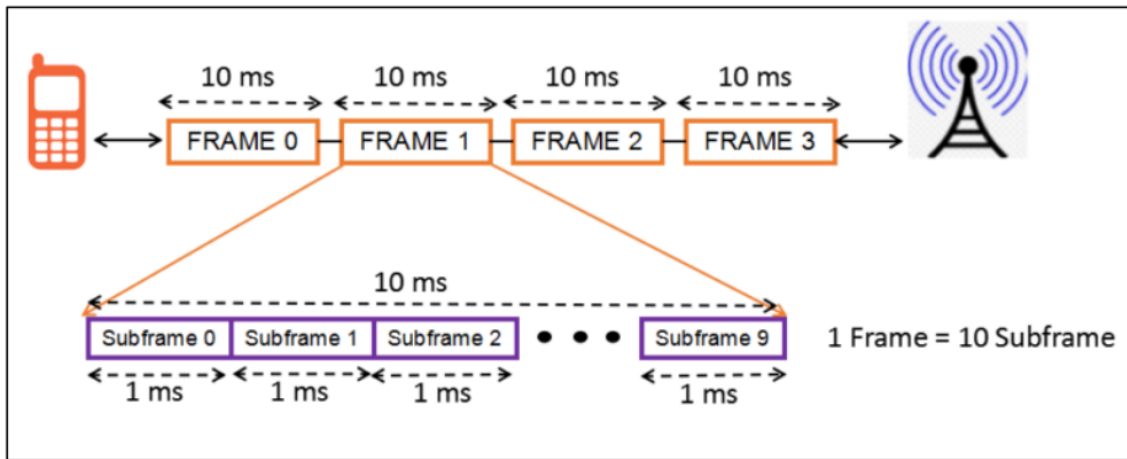 10 ms 10 ms 10 ms 10 ms
FRAME 0 FRAME 1 FRAME 2 FRAME 3
10 ms
Subframe 0 Subframe 1 Subframe 2 Subframe 9 1 Frame = 10 Subframe
1 ms 1 ms 1 ms 1 ms